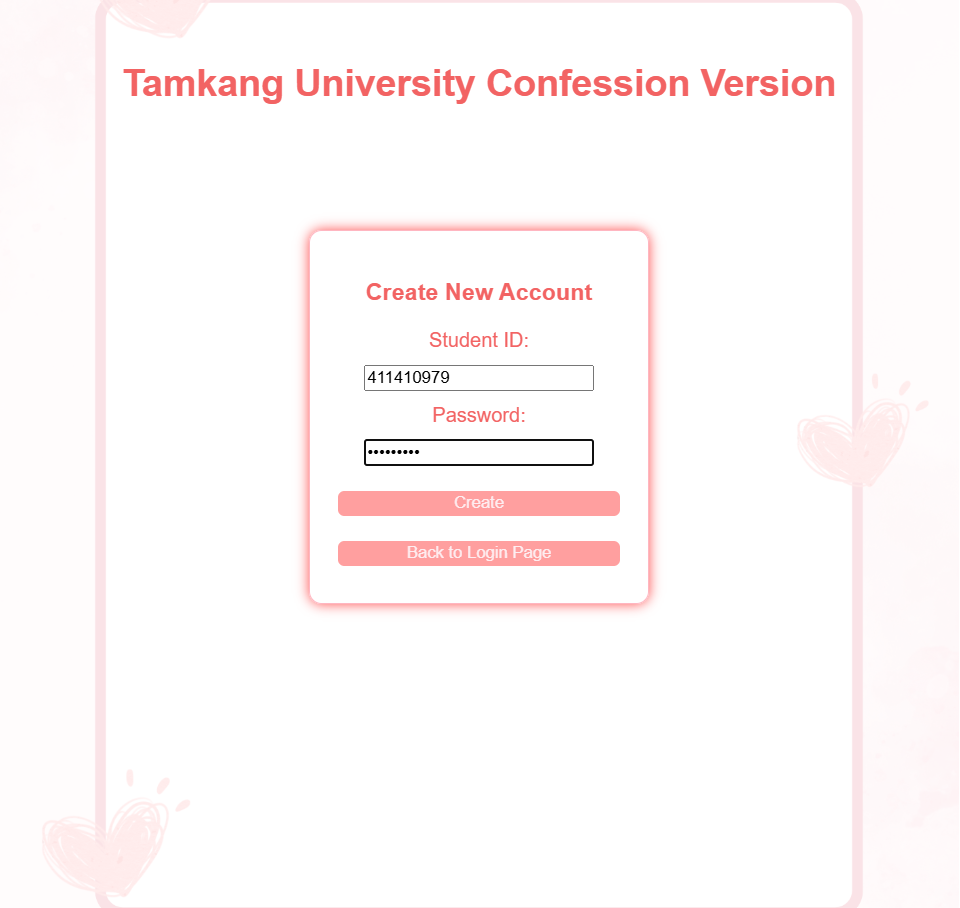 Tamkang University Confession Version
Create New Account
Student ID:
411410979
Password:
•••••••••
Create
Back to Login Page